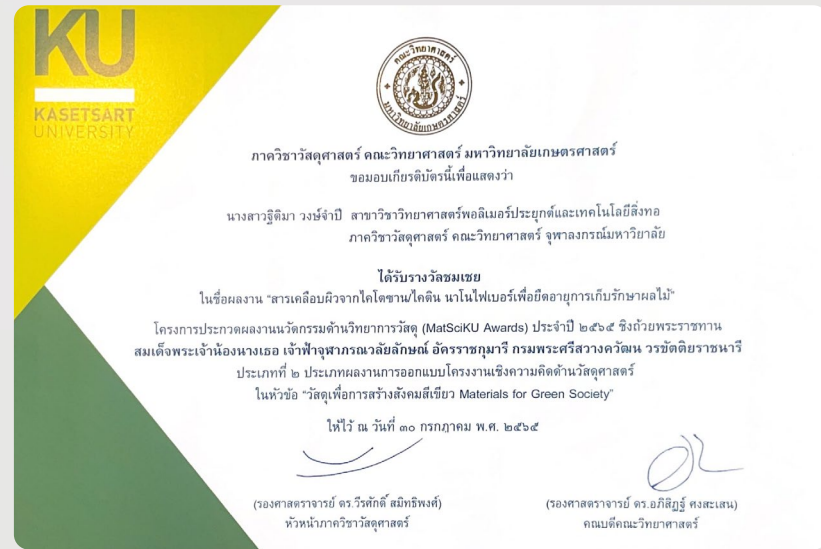 KU
KASETSART
UNIVERSITY
คณะวิทยาศาสตร์
มหาวิทยาลัยเกษตรศาสตร์
ภาควิชาวัสดุศาสตร์ คณะวิทยาศาสตร์ มหาวิทยาลัยเกษตรศาสตร์
ขอมอบเกียรติบัตรนี้เพื่อแสดงว่า
นางสาวฐิติมา วงษ์จำปี สาขาวิชาวิทยาศาสตร์พอลิเมอร์ประยุกต์และเทคโนโลยีสิ่งทอ
ภาควิชาวัสดุศาสตร์ คณะวิทยาศาสตร์ จุฬาลงกรณ์มหาวิทยาลัย
ได้รับรางวัลชมเชย
ในชื่อผลงาน "สารเคลือบผิวจากไคโตซาน/ไคติน นาโนไฟเบอร์เพื่อยืดอายุการเก็บรักษาผลไม้"
โครงการประกวดผลงานนวัตกรรมด้านวิทยาการวัสดุ (MatSciKU Awards) ประจำปี ๒๕๖๕ ชิงถ้วยพระราชทาน
สมเด็จพระเจ้าน้องนางเธอ เจ้าฟ้าจุฬาภรณวลัยลักษณ์ อัครราชกุมารี กรมพระศรีสวางควัฒน วรขัตติยราชนารี
ประเภทที่ ๒ ประเภทผลงานการออกแบบโครงงานเชิงความคิดด้านวัสดุศาสตร์
ในหัวข้อ "วัสดุเพื่อการสร้างสังคมสีเขียว Materials for Green Society"
ให้ไว้ ณ วันที่ ๓๐ กรกฎาคม พ.ศ. ๒๕๖๕
(รองศาสตราจารย์ ดร.วีรศักดิ์ สมิทธิพงศ์)
หัวหน้าภาควิชาวัสดุศาสตร์
(รองศาสตราจารย์ ดร.อภิสิฏฐ์ ศงสะเสน)
คณบดีคณะวิทยาศาสตร์